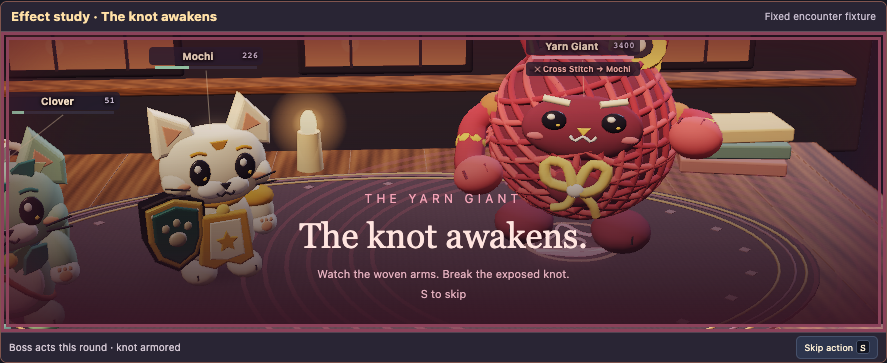 Effect study · The knot awakens
Fixed encounter fixture
Mochi 226
Yarn Giant 3400
× Cross Stitch → Mochi
Clover 51
THE YARN GIANT
The knot awakens.
Watch the woven arms. Break the exposed knot.
S to skip
Boss acts this round · knot armored
Skip action S